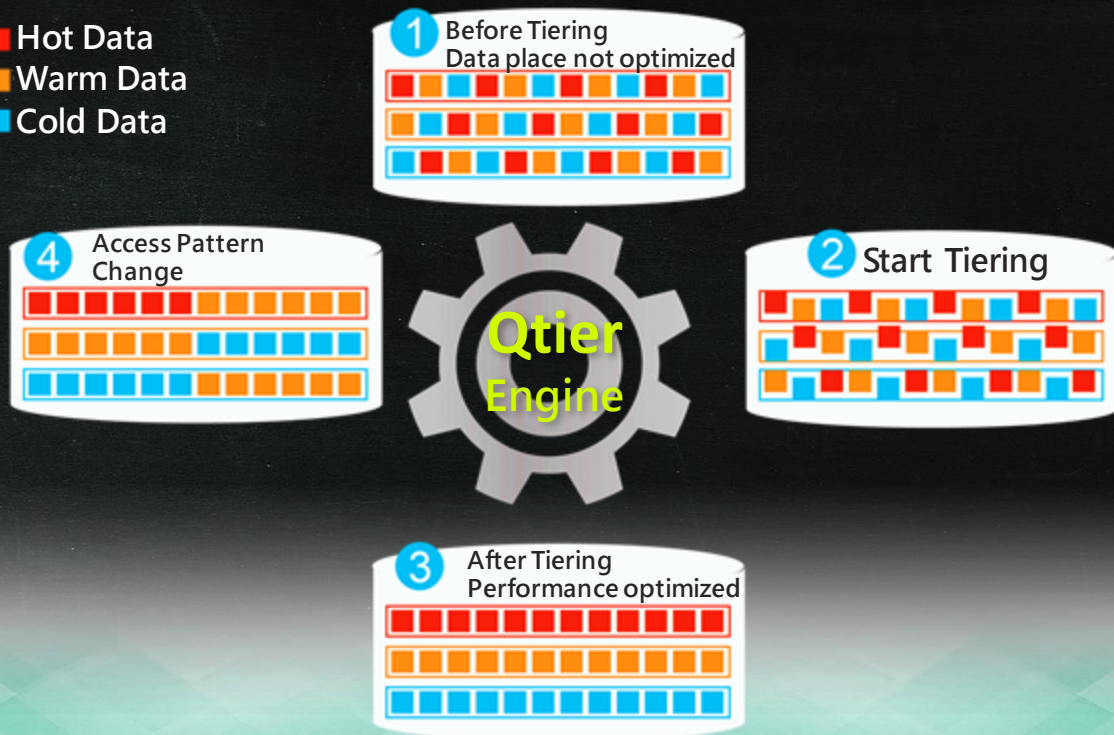 Hot Data
Warm Data
Cold Data
1
Before Tiering
Data place not optimized
4
Access Pattern
Change
Qtier
Engine
2
Start Tiering
3
After Tiering
Performance optimized